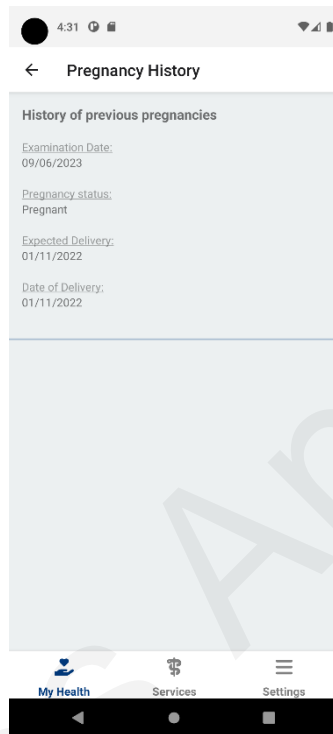 4:31
Pregnancy History
History of previous pregnancies
Examination Date:
09/06/2023
Pregnancy status:
Pregnant
Expected Delivery:
01/11/2022
Date of Delivery:
01/11/2022
My Health Services Settings